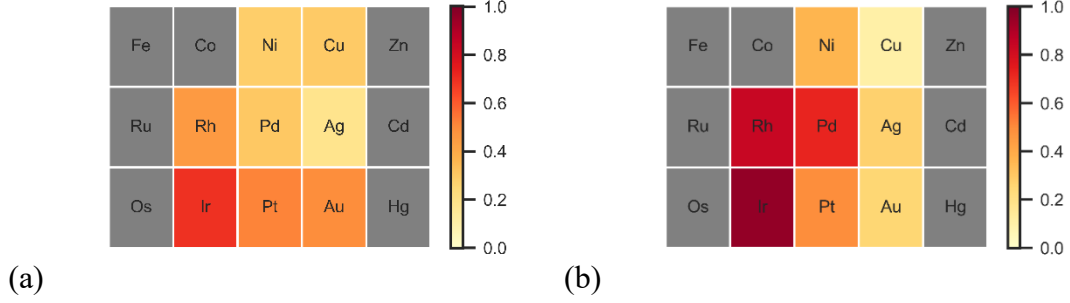 Fe Co Ni Cu Zn
Ru Rh Pd Ag Cd
Os Ir Pt Au Hg
1.0
0.8
0.6
0.4
0.2
0.0
(a)
Fe Co Ni Cu Zn
Ru Rh Pd Ag Cd
Os Ir Pt Au Hg
1.0
0.8
0.6
0.4
0.2
0.0
(b)